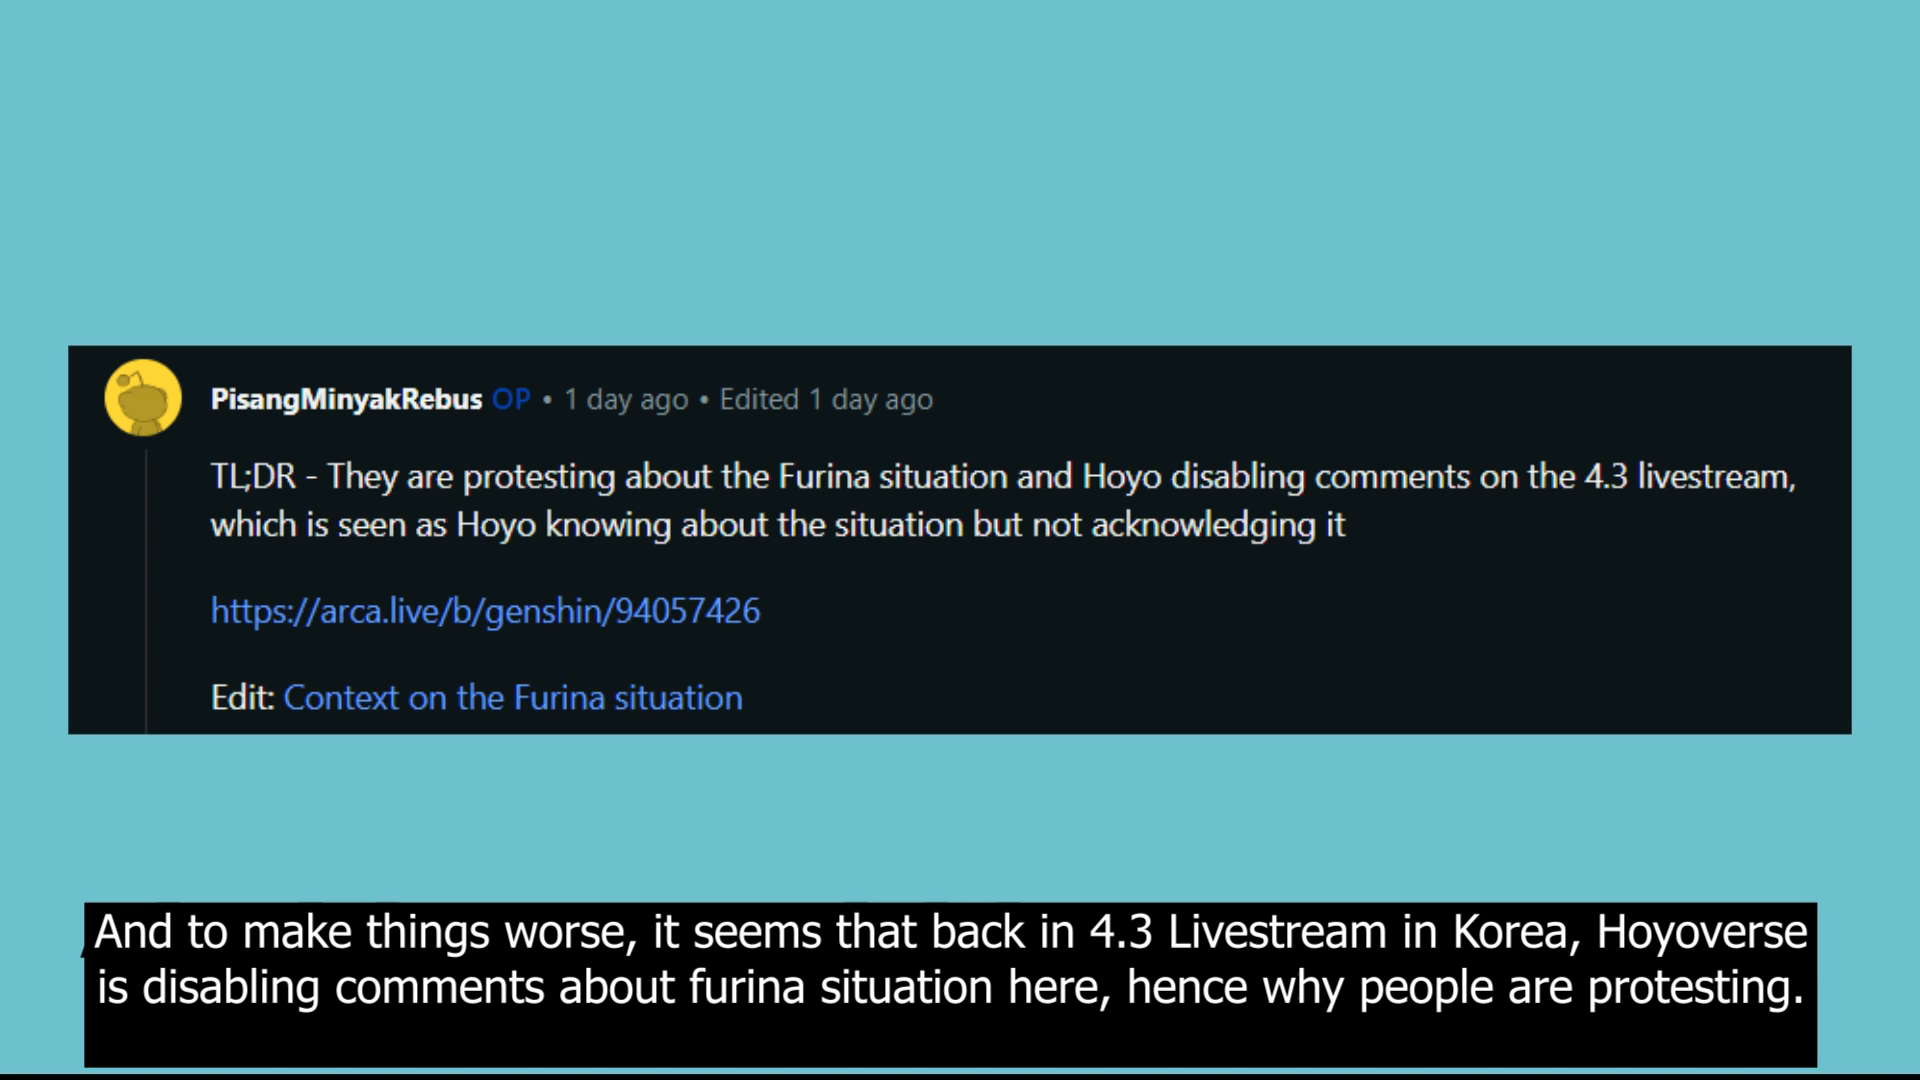 PisangMinyakRebus OP • 1 day ago • Edited 1 day ago
TL;DR - They are protesting about the Furina situation and Hoyo disabling comments on the 4.3 livestream,
which is seen as Hoyo knowing about the situation but not acknowledging it
https://arca.live/b/genshin/94057426
Edit: Context on the Furina situation
And to make things worse, it seems that back in 4.3 Livestream in Korea, Hoyoverse
is disabling comments about furina situation here, hence why people are protesting.